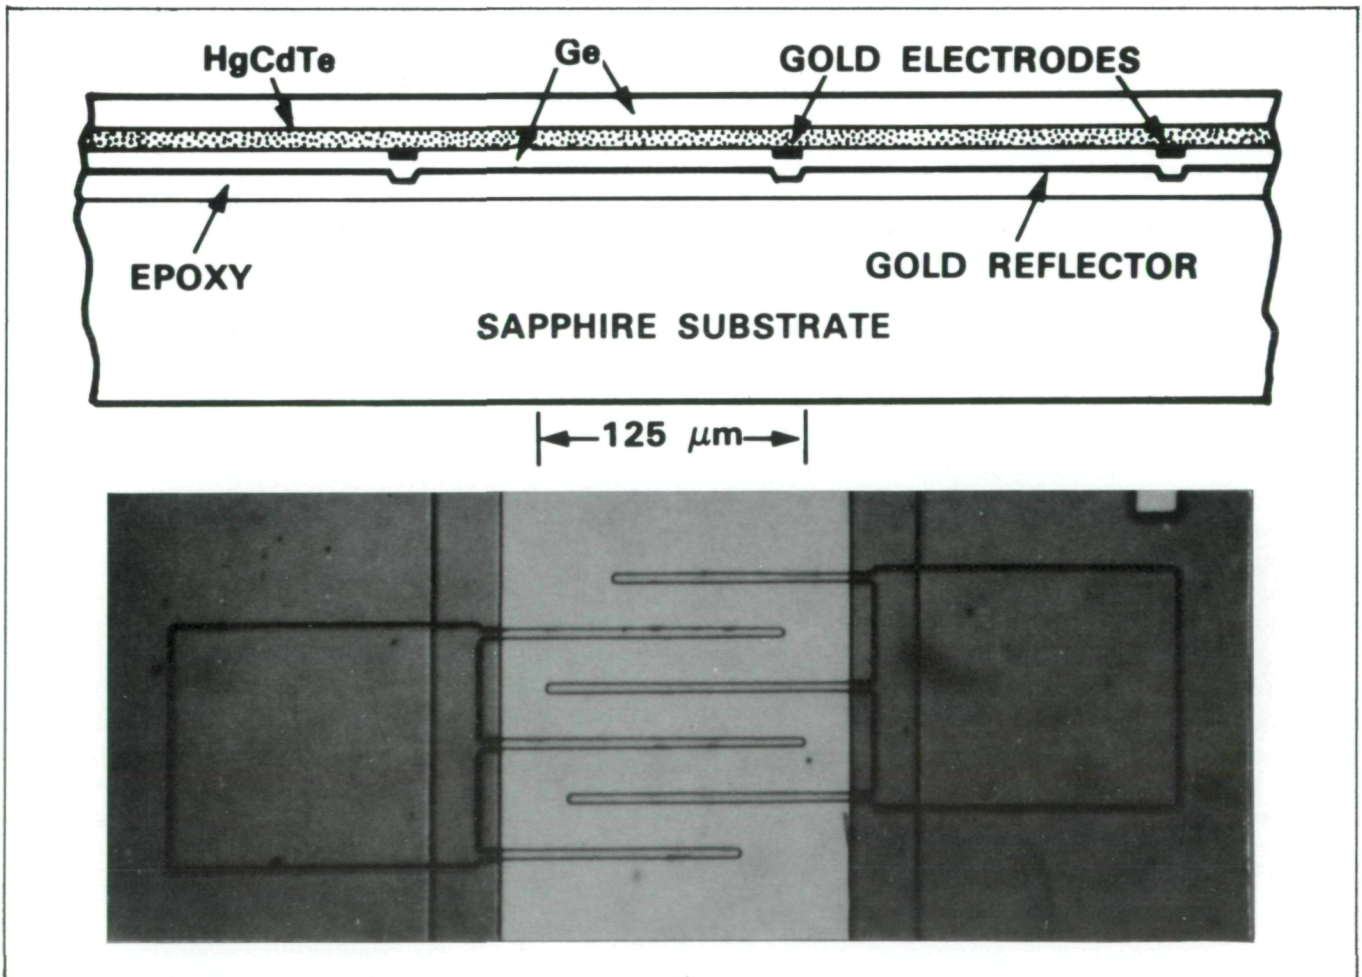 HgCdTe
Ge
GOLD ELECTRODES
EPOXY
GOLD REFLECTOR
SAPPHIRE SUBSTRATE
125 μm